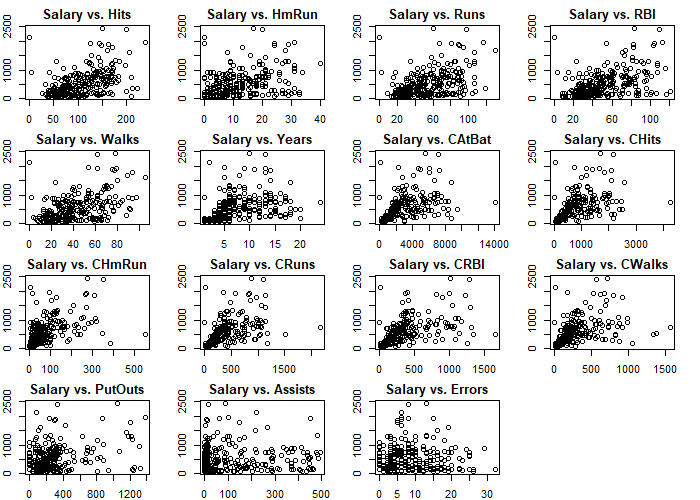 Salary vs. Hits Salary vs. HmRun Salary vs. Runs Salary vs. RBI
0 1000 2500 0 1000 2500 0 1000 2500 0 1000 2500
0 50 100 200 0 10 20 30 40 20 60 100 20 60 100
Salary vs. Walks Salary vs. Years Salary vs. CAtBat Salary vs. CHits
0 1000 2500 0 1000 2500 0 1000 2500 0 1000 2500
0 20 40 60 80 5 10 15 20 0 4000 8000 14000 0 1000 3000
Salary vs. CHmRun Salary vs. CRuns Salary vs. CRBI Salary vs. CWalks
0 1000 2500 0 1000 2500 0 1000 2500 0 1000 2500
0 100 300 500 0 500 1000 2000 0 500 1000 1500 0 500 1000 1500
Salary vs. PutOuts Salary vs. Assists Salary vs. Errors
0 1000 2500 0 1000 2500 0 1000 2500
0 400 800 1200 0 100 300 500 0 5 10 20 30